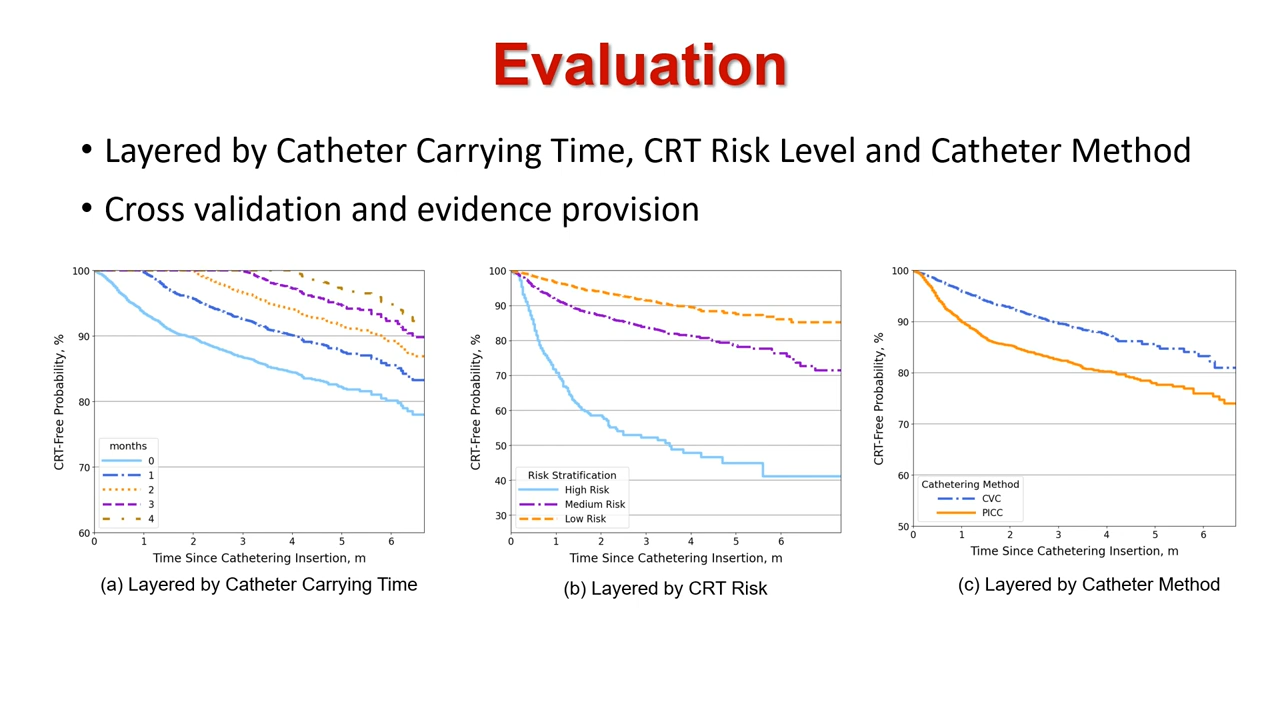 Evaluation
• Layered by Catheter Carrying Time, CRT Risk Level and Catheter Method
• Cross validation and evidence provision
100
90
80
70
60
CRT-Free Probability, %
months
0
1
2
3
4
0 1 2 3 4 5 6
Time Since Cathetering Insertion, m
(a) Layered by Catheter Carrying Time
100
90
80
70
60
50
40
30
CRT-Free Probability, %
Risk Stratification
High Risk
Medium Risk
Low Risk
0 1 2 3 4 5 6
Time Since Cathetering Insertion, m
(b) Layered by CRT Risk
100
90
80
70
60
50
CRT-Free Probability, %
Cathetering Method
CVC
PICC
0 1 2 3 4 5 6
Time Since Cathetering Insertion, m
(c) Layered by Catheter Method